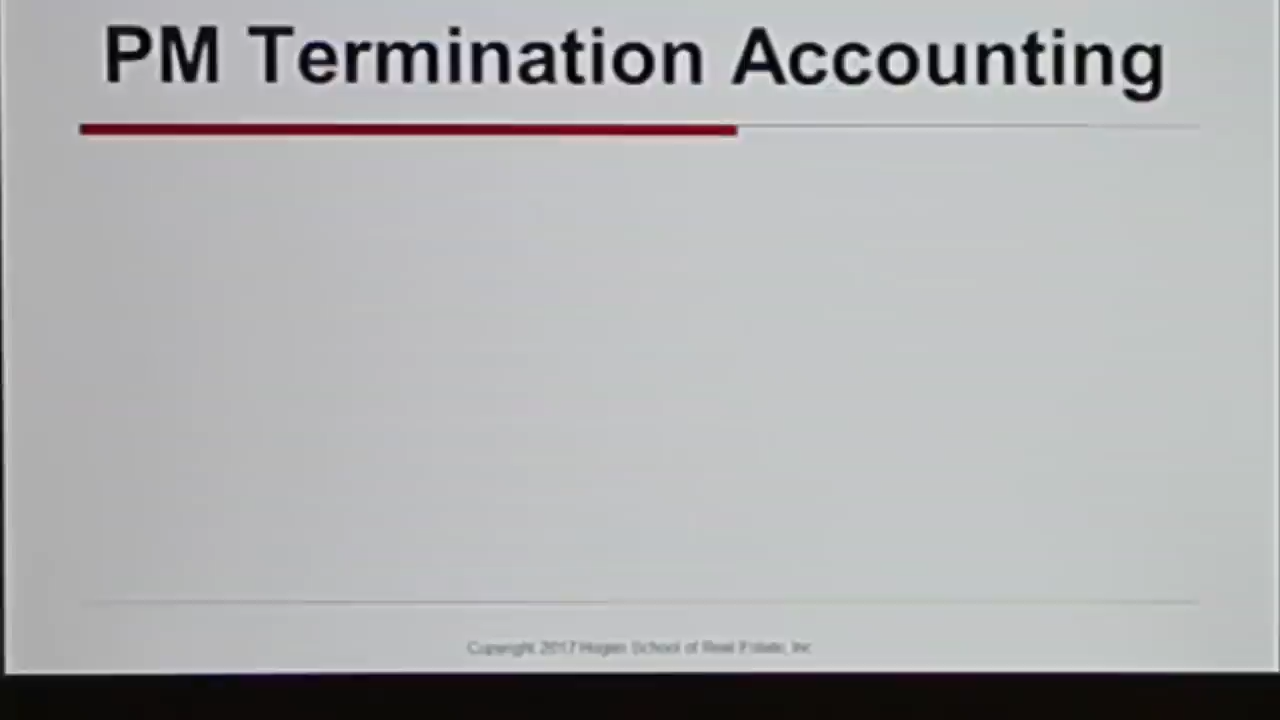 PM Termination Accounting
Copyright 2017 Hogan School of Real Estate, Inc